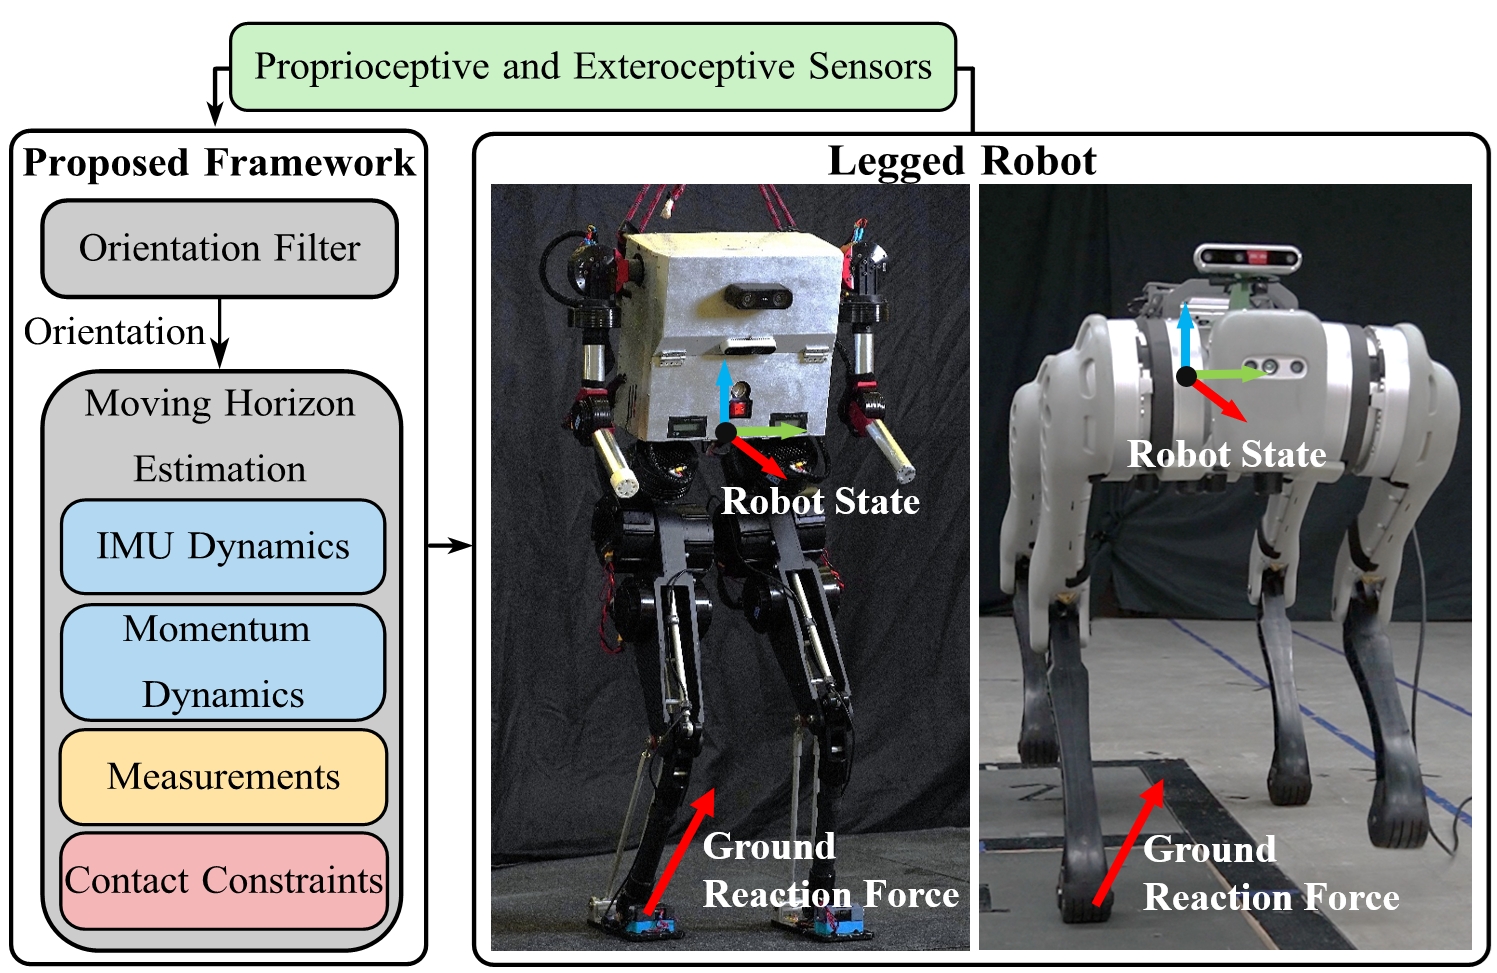 Proprioceptive and Exteroceptive Sensors
Proposed Framework
Orientation Filter
Orientation
Moving Horizon
Estimation
IMU Dynamics
Momentum
Dynamics
Measurements
Contact Constraints
Legged Robot
Robot State
Ground
Reaction Force
Robot State
Ground
Reaction Force